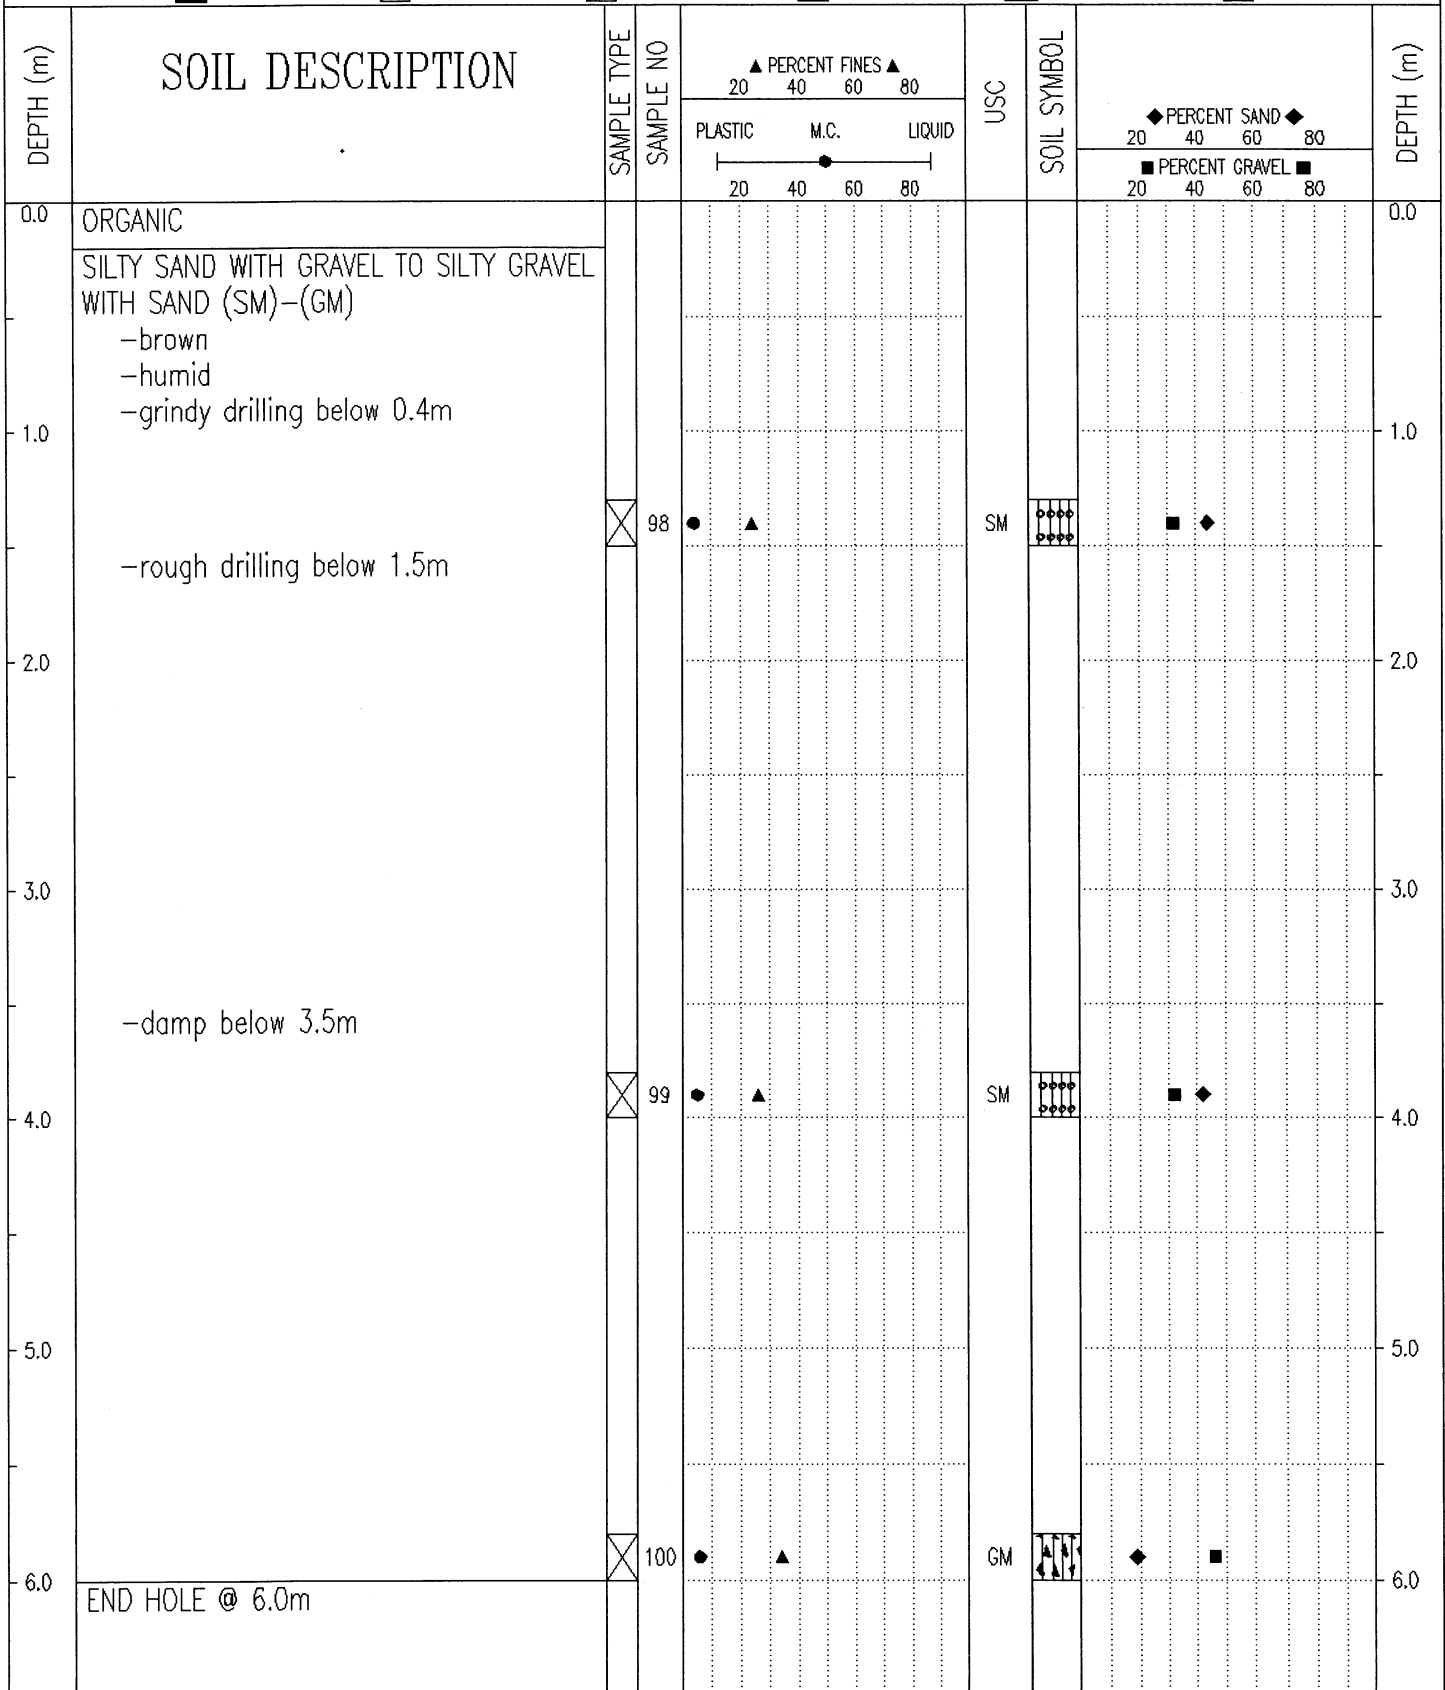 DEPTH (m)
SOIL DESCRIPTION
SAMPLE TYPE
SAMPLE NO
▲ PERCENT FINES ▲
20 40 60 80
PLASTIC M.C. LIQUID
20 40 60 80
USC
SOIL SYMBOL
◆ PERCENT SAND ◆
20 40 60 80
■ PERCENT GRAVEL ■
20 40 60 80
DEPTH (m)
0.0 ORGANIC 0.0
SILTY SAND WITH GRAVEL TO SILTY GRAVEL
WITH SAND (SM)-(GM)
-brown
-humid
-grindy drilling below 0.4m
1.0 1.0
98 SM
-rough drilling below 1.5m
2.0 2.0
3.0 3.0
-damp below 3.5m
99 SM
4.0 4.0
5.0 5.0
100 GM
6.0 6.0
END HOLE @ 6.0m